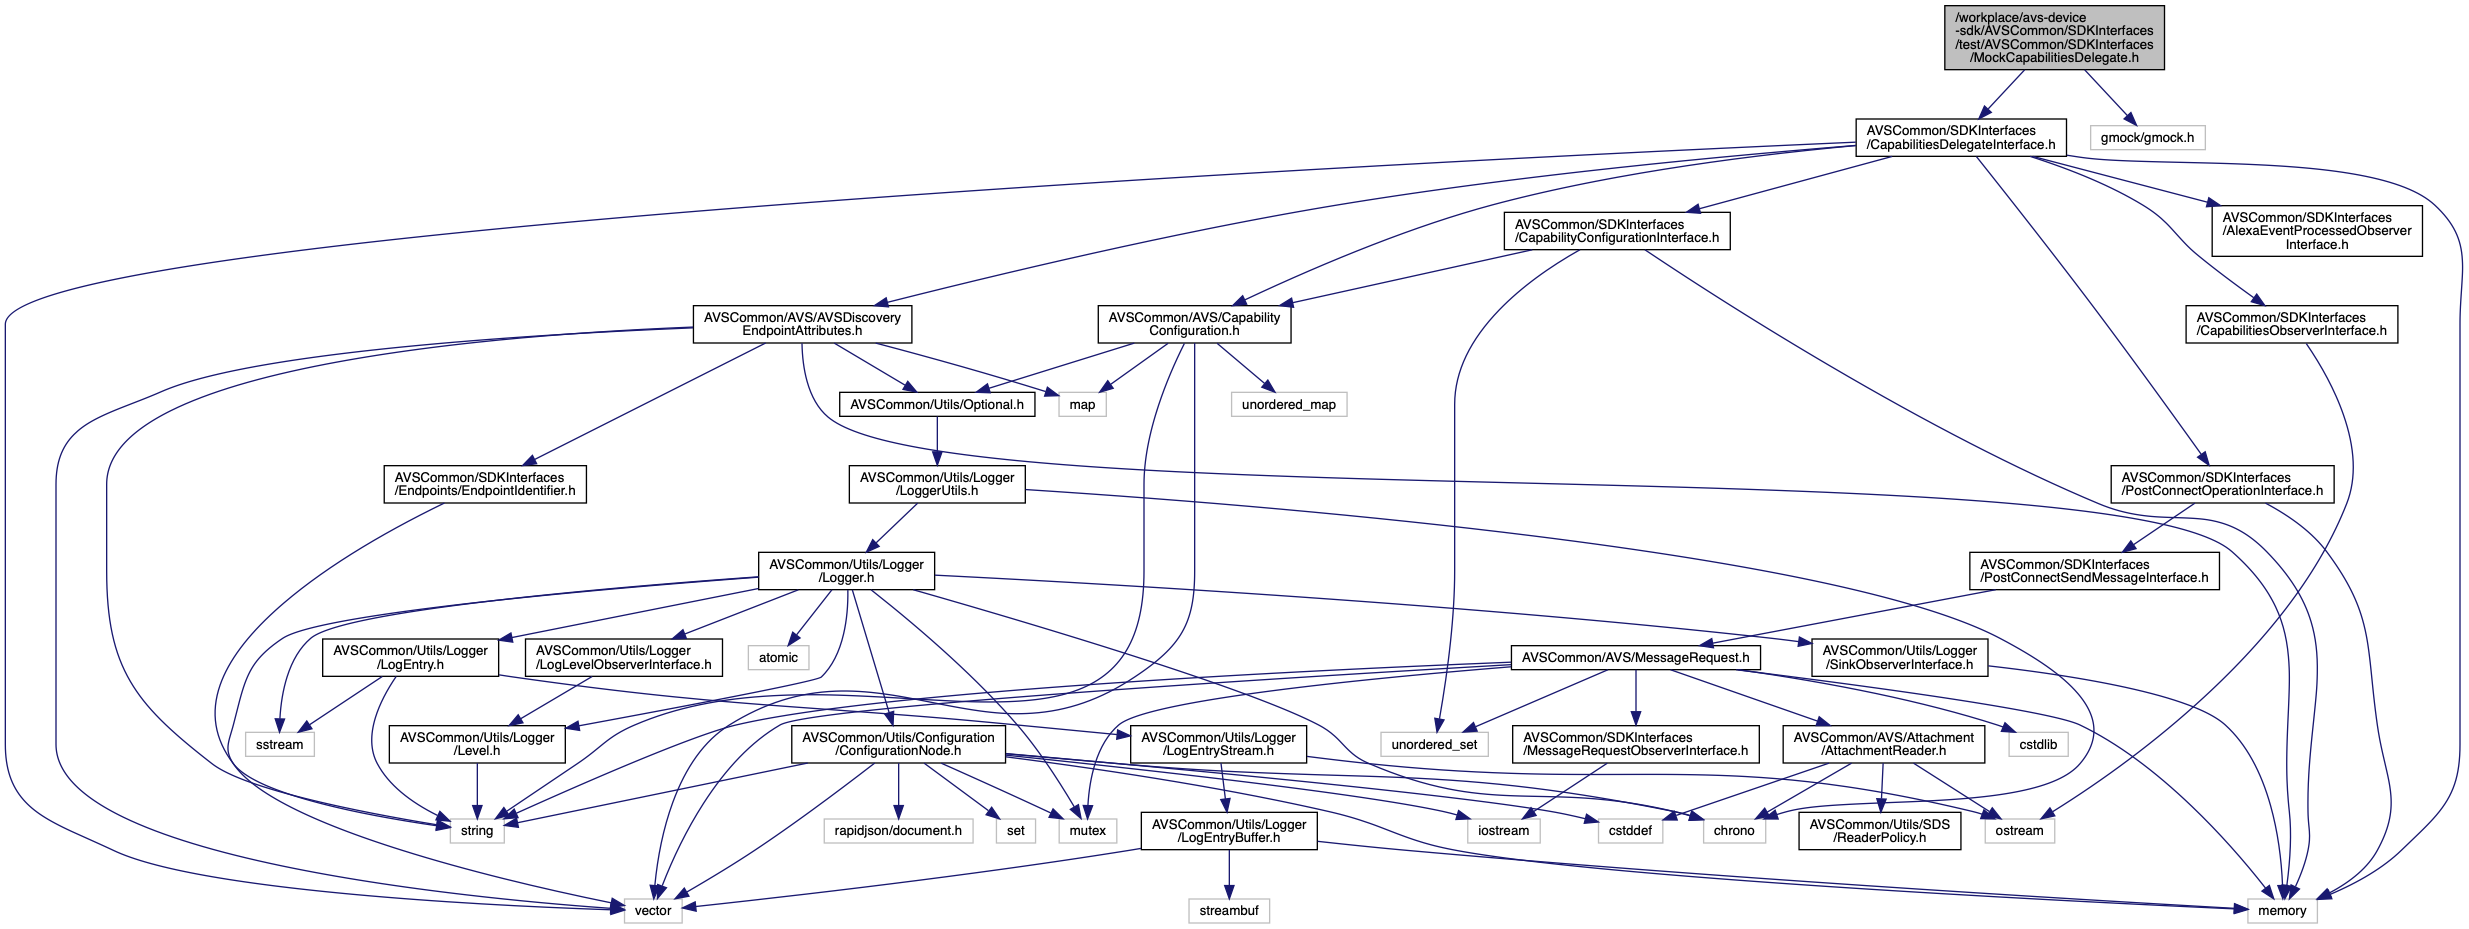 /workplace/avs-device
-sdk/AVSCommon/SDKInterfaces
/test/AVSCommon/SDKInterfaces
/MockCapabilitiesDelegate.h
AVSCommon/SDKInterfaces
/CapabilitiesDelegateInterface.h
gmock/gmock.h
AVSCommon/SDKInterfaces
/CapabilityConfigurationInterface.h
AVSCommon/SDKInterfaces
/AlexaEventProcessedObserver
Interface.h
AVSCommon/AVS/AVSDiscovery
EndpointAttributes.h
AVSCommon/AVS/Capability
Configuration.h
AVSCommon/SDKInterfaces
/CapabilitiesObserverInterface.h
AVSCommon/Utils/Optional.h
map
unordered_map
AVSCommon/SDKInterfaces
/Endpoints/EndpointIdentifier.h
AVSCommon/Utils/Logger
/LoggerUtils.h
AVSCommon/SDKInterfaces
/PostConnectOperationInterface.h
AVSCommon/Utils/Logger
/Logger.h
AVSCommon/SDKInterfaces
/PostConnectSendMessageInterface.h
AVSCommon/Utils/Logger
/LogEntry.h
AVSCommon/Utils/Logger
/LogLevelObserverInterface.h
atomic
AVSCommon/AVS/MessageRequest.h
AVSCommon/Utils/Logger
/SinkObserverInterface.h
sstream
AVSCommon/Utils/Logger
/Level.h
AVSCommon/Utils/Configuration
/ConfigurationNode.h
AVSCommon/Utils/Logger
/LogEntryStream.h
unordered_set
AVSCommon/SDKInterfaces
/MessageRequestObserverInterface.h
AVSCommon/AVS/Attachment
/AttachmentReader.h
cstdlib
string
rapidjson/document.h
set
mutex
AVSCommon/Utils/Logger
/LogEntryBuffer.h
iostream
cstddef
chrono
AVSCommon/Utils/SDS
/ReaderPolicy.h
ostream
vector
streambuf
memory